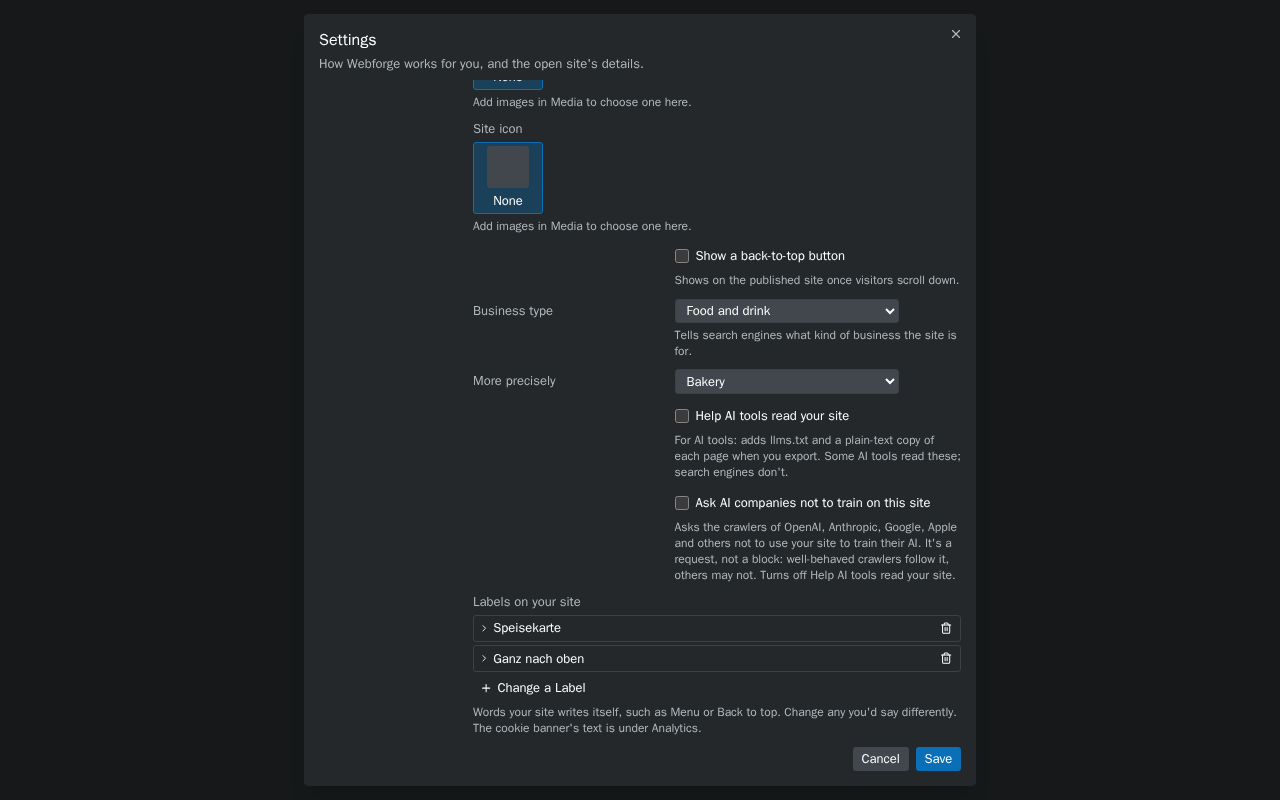 Settings
How Webforge works for you, and the open site's details.
None
Add images in Media to choose one here.
Site icon
None
Add images in Media to choose one here.
Show a back-to-top button
Shows on the published site once visitors scroll down.
Business type
Food and drink
Tells search engines what kind of business the site is
for.
More precisely
Bakery
Help AI tools read your site
For AI tools: adds llms.txt and a plain-text copy of
each page when you export. Some AI tools read these;
search engines don't.
Ask AI companies not to train on this site
Asks the crawlers of OpenAI, Anthropic, Google, Apple
and others not to use your site to train their AI. It's a
request, not a block: well-behaved crawlers follow it,
others may not. Turns off Help AI tools read your site.
Labels on your site
Speisekarte
Ganz nach oben
Change a Label
Words your site writes itself, such as Menu or Back to top. Change any you'd say differently.
The cookie banner's text is under Analytics.
Cancel
Save